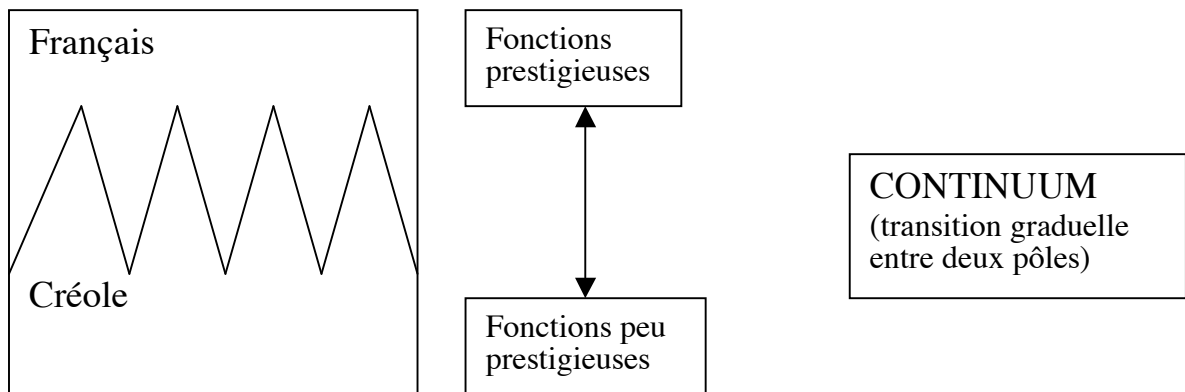 Français
Créole
Fonctions
prestigieuses
Fonctions peu
prestigieuses
CONTINUUM
(transition graduelle
entre deux pôles)